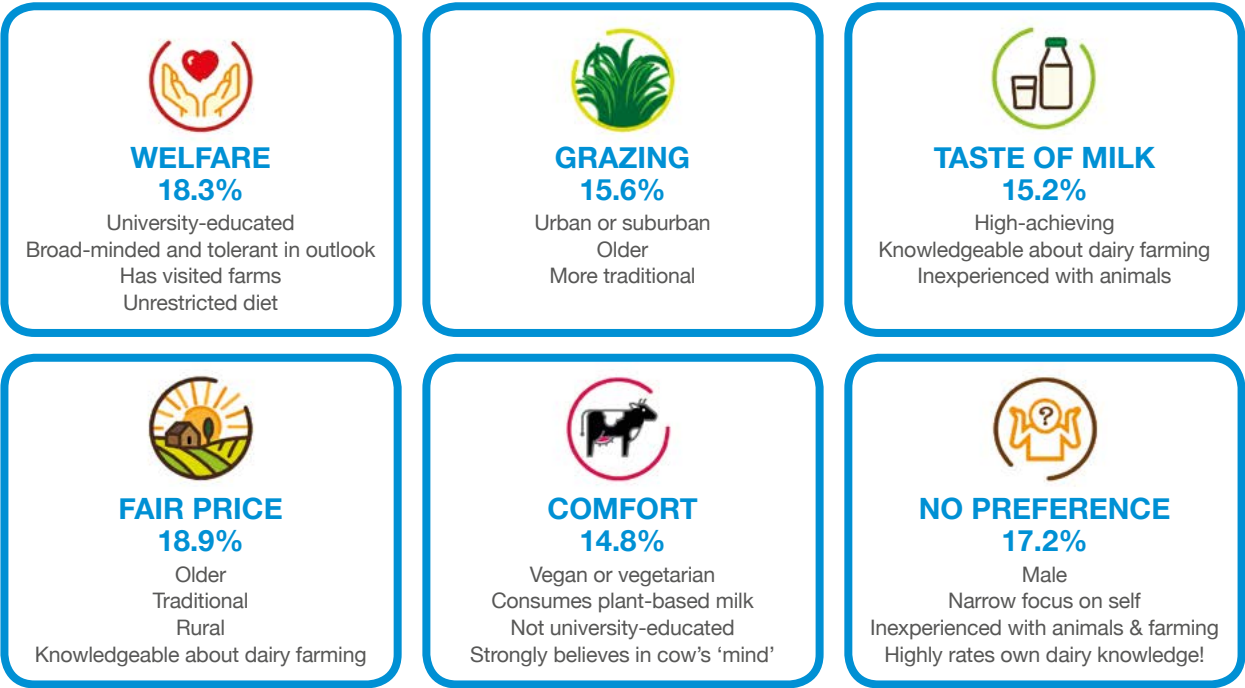 WELFARE
18.3%
University-educated
Broad-minded and tolerant in outlook
Has visited farms
Unrestricted diet
GRAZING
15.6%
Urban or suburban
Older
More traditional
TASTE OF MILK
15.2%
High-achieving
Knowledgeable about dairy farming
Inexperienced with animals
FAIR PRICE
18.9%
Older
Traditional
Rural
Knowledgeable about dairy farming
COMFORT
14.8%
Vegan or vegetarian
Consumes plant-based milk
Not university-educated
Strongly believes in cow's ‘mind’
?
NO PREFERENCE
17.2%
Male
Narrow focus on self
Inexperienced with animals & farming
Highly rates own dairy knowledge!